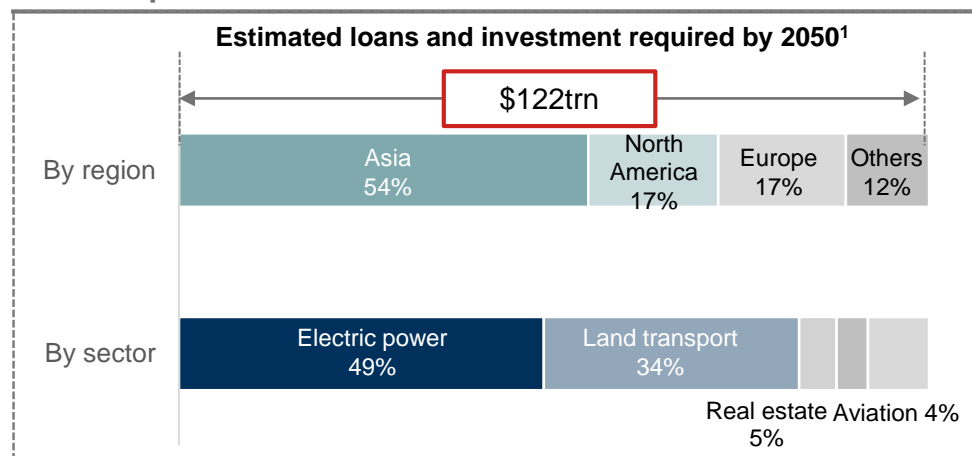 Estimated loans and investment required by 2050¹
$122trn
By region
Asia
54%
North
America
17%
Europe
17%
Others
12%
By sector
Electric power
49%
Land transport
34%
Real estate
5%
Aviation 4%